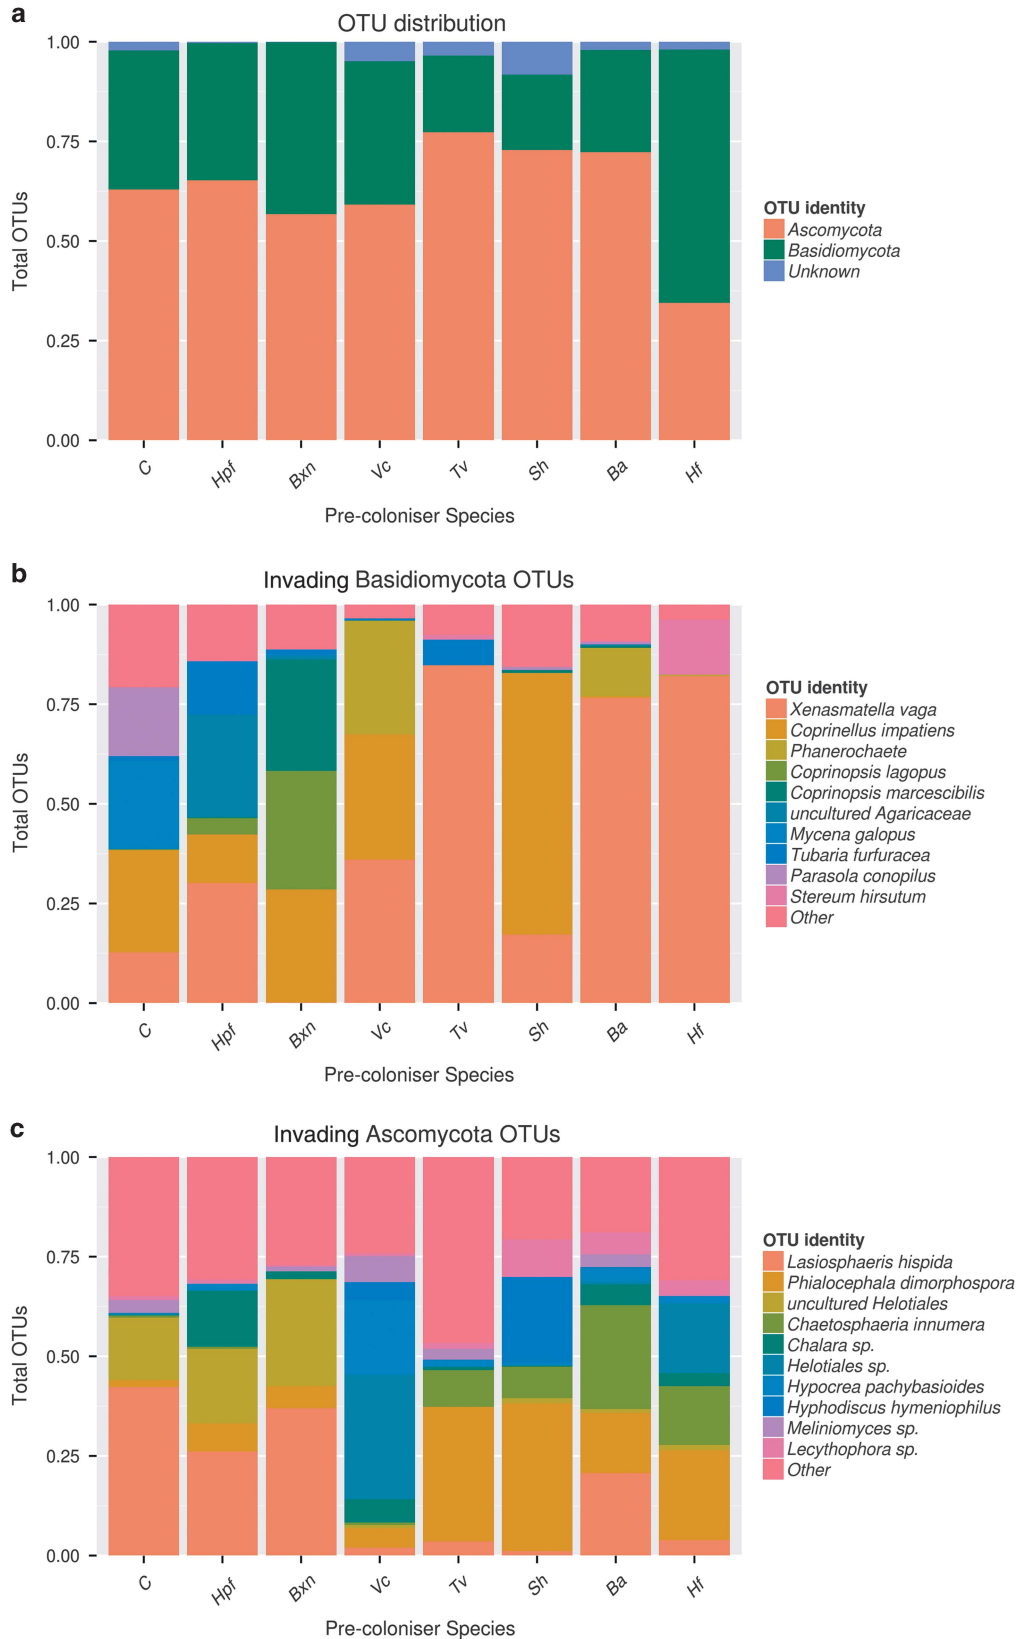 a
OTU distribution
1.00
0.75
0.50
0.25
0.00
Total OTUs
C Hpf Bxn Vc Tv Sh Ba Hf
Pre-coloniser Species
OTU identity
Ascomycota
Basidiomycota
Unknown
b
Invading Basidiomycota OTUs
1.00
0.75
0.50
0.25
0.00
Total OTUs
C Hpf Bxn Vc Tv Sh Ba Hf
Pre-coloniser Species
OTU identity
Xenasmatella vaga
Coprinellus impatiens
Phanerochaete
Coprinopsis lagopus
Coprinopsis marcescibilis
uncultured Agaricaceae
Mycena galopus
Tubaria furfuracea
Parasola conopilus
Stereum hirsutum
Other
c
Invading Ascomycota OTUs
1.00
0.75
0.50
0.25
0.00
Total OTUs
C Hpf Bxn Vc Tv Sh Ba Hf
Pre-coloniser Species
OTU identity
Lasiosphaeris hispida
Phialocephala dimorphospora
uncultured Helotiales
Chaetosphaeria innumera
Chalara sp.
Helotiales sp.
Hypocrea pachybasioides
Hyphodiscus hymeniophilus
Meliniomyces sp.
Lecythophora sp.
Other